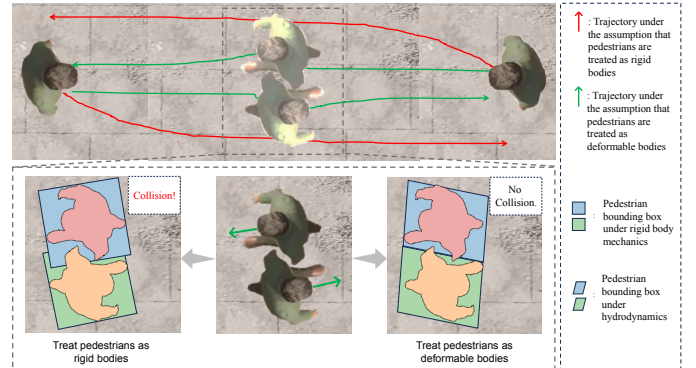 : Trajectory under
the assumption that
pedestrians are
treated as rigid
bodies
: Trajectory under
the assumption that
pedestrians are
treated as
deformable bodies
Collision!
No
Collision.
: Pedestrian
bounding box
under rigid body
mechanics
: Pedestrian
bounding box
under
hydrodynamics
Treat pedestrians as
rigid bodies
Treat pedestrians as
deformable bodies